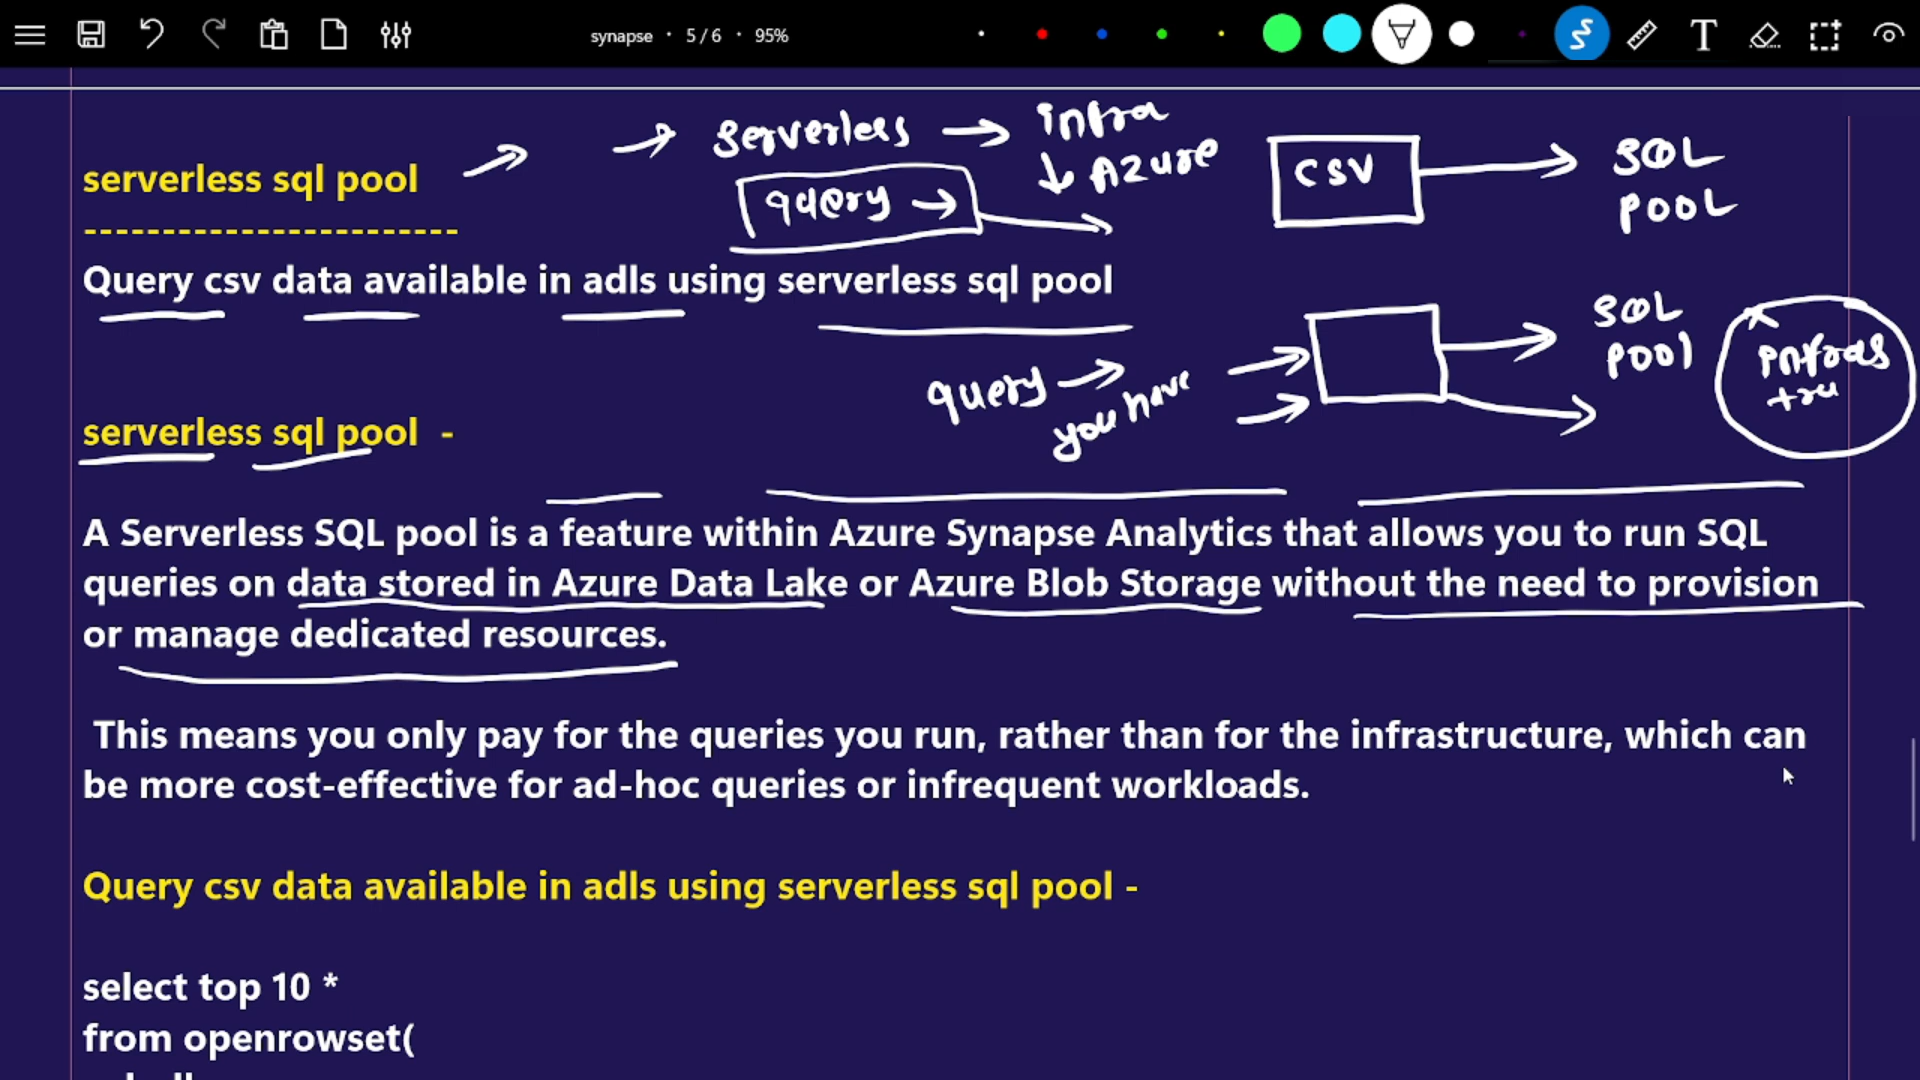 synapse · 5 / 6 · 95%
serverless sql pool
-------------------------
serverless → infra
↓ Azure
query →
CSV → SQL
POOL
Query csv data available in adls using serverless sql pool
SQL
pool
query →
you have
infras
tru
serverless sql pool -
A Serverless SQL pool is a feature within Azure Synapse Analytics that allows you to run SQL
queries on data stored in Azure Data Lake or Azure Blob Storage without the need to provision
or manage dedicated resources.
This means you only pay for the queries you run, rather than for the infrastructure, which can
be more cost-effective for ad-hoc queries or infrequent workloads.
Query csv data available in adls using serverless sql pool -
select top 10 *
from openrowset(